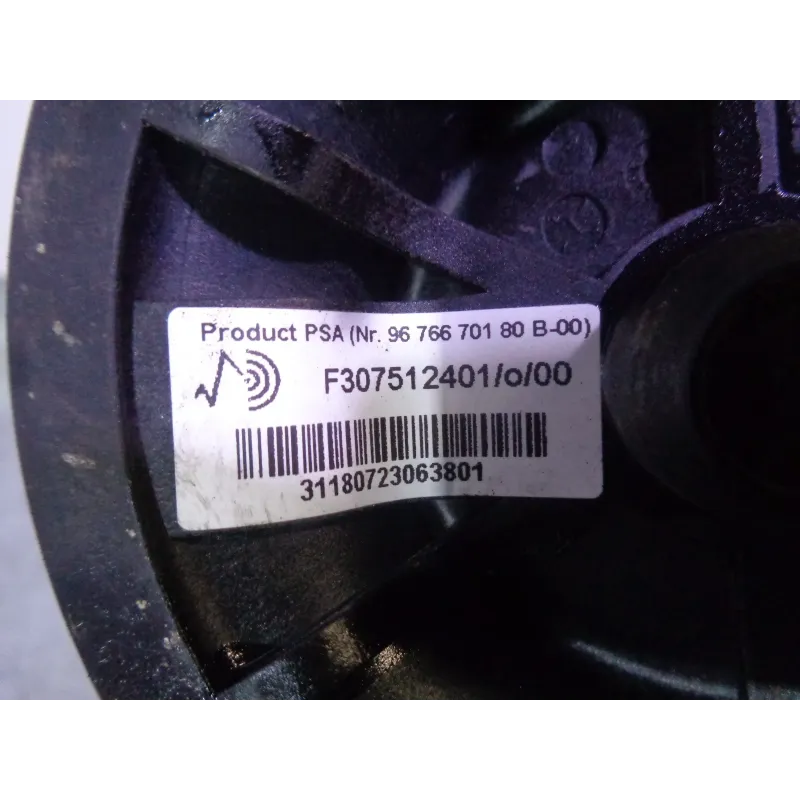 Product PSA (Nr. 96 766 701 80 B-00)
F307512401/o/00
31180723063801